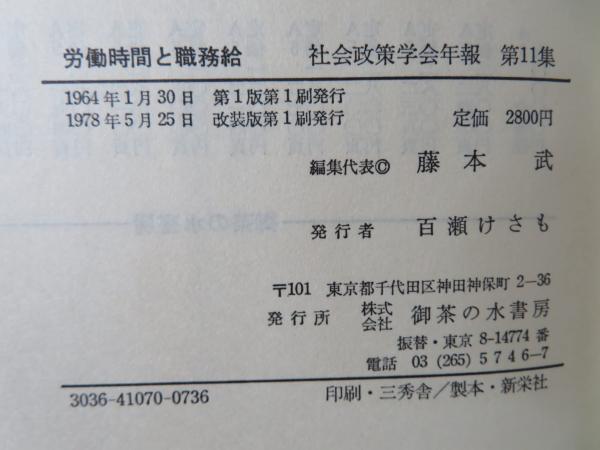 労働時間と職務給 社会政策学会年報 第11集
1964年1月30日 第1版第1刷発行
1978年5月25日 改装版第1刷発行 定価 2800円
編集代表© 藤本武
発行者 百瀬けさも
〒101 東京都千代田区神田神保町 2-36
発行所 株式会社 御茶の水書房
振替・東京 8-14774 番
電話 03 (265) 5746-7
3036-41070-0736 印刷・三秀舎/製本・新栄社